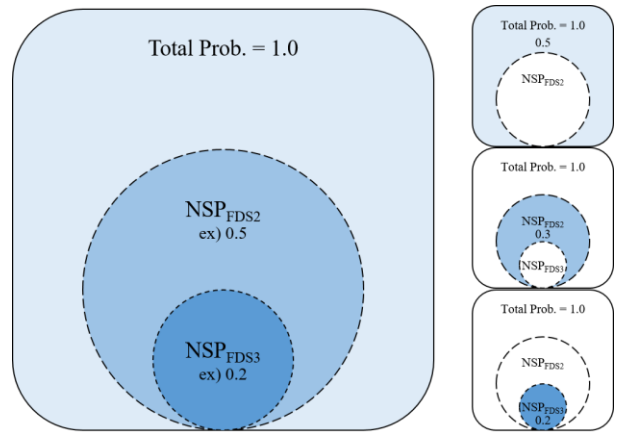 Total Prob. = 1.0
NSP_FDS2
ex) 0.5
NSP_FDS3
ex) 0.2
Total Prob. = 1.0
0.5
NSP_FDS2
Total Prob. = 1.0
NSP_FDS2
0.3
NSP_FDS3
Total Prob. = 1.0
NSP_FDS2
NSP_FDS3
0.2